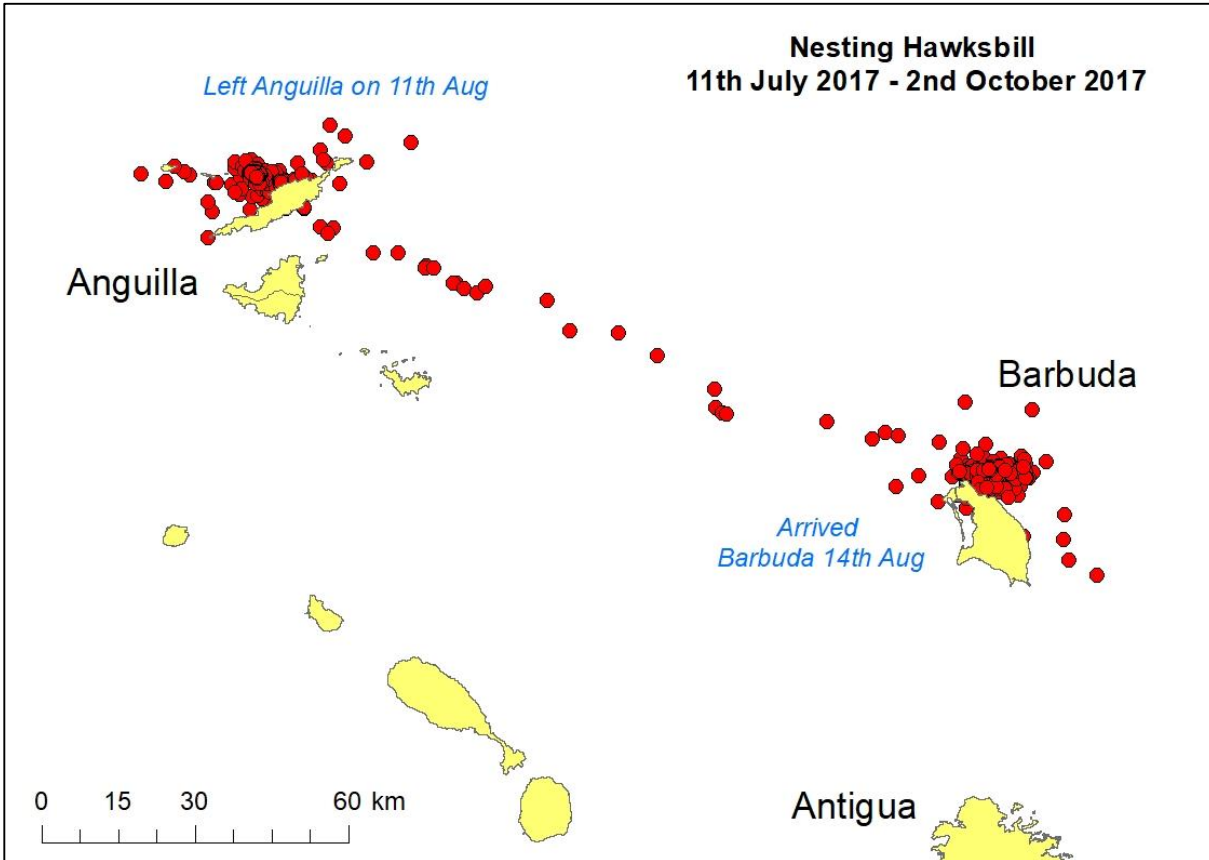 Nesting Hawksbill
11th July 2017 - 2nd October 2017
Left Anguilla on 11th Aug
Anguilla
Barbuda
Arrived
Barbuda 14th Aug
Antigua
0 15 30 60 km